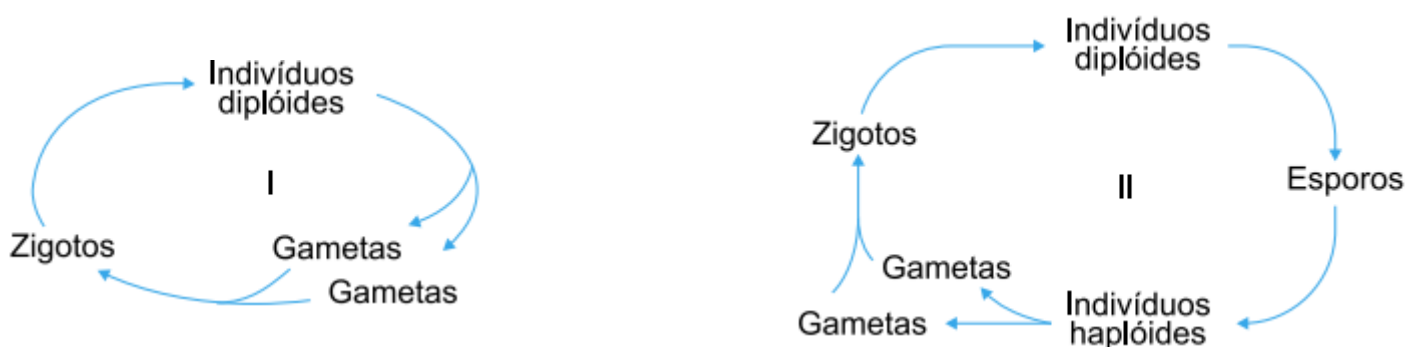 Indivíduos
diplóides
I
Zigotos
Gametas
Gametas
Indivíduos
diplóides
Zigotos
II
Esporos
Gametas
Gametas
Indivíduos
haplóides